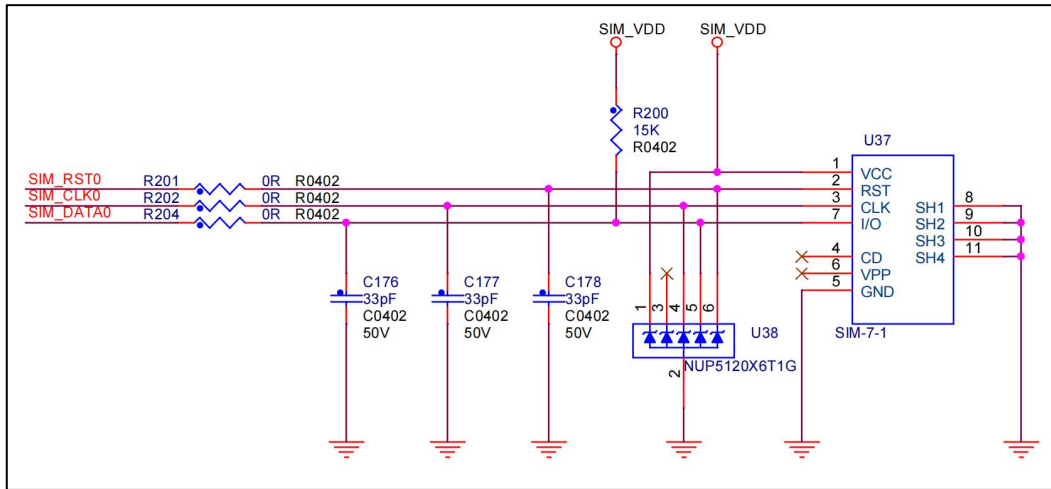 SIM_VDD
SIM_VDD
R200
15K
R0402
U37
SIM_RST0 R201 0R R0402
SIM_CLK0 R202 0R R0402
SIM_DATA0 R204 0R R0402
1 VCC
2 RST
3 CLK
7 I/O
4 CD
6 VPP
5 GND
SH1 8
SH2 9
SH3 10
SH4 11
SIM-7-1
C176
33pF
C0402
50V
C177
33pF
C0402
50V
C178
33pF
C0402
50V
1 3 4 5 6
U38
NUP5120X6T1G
2